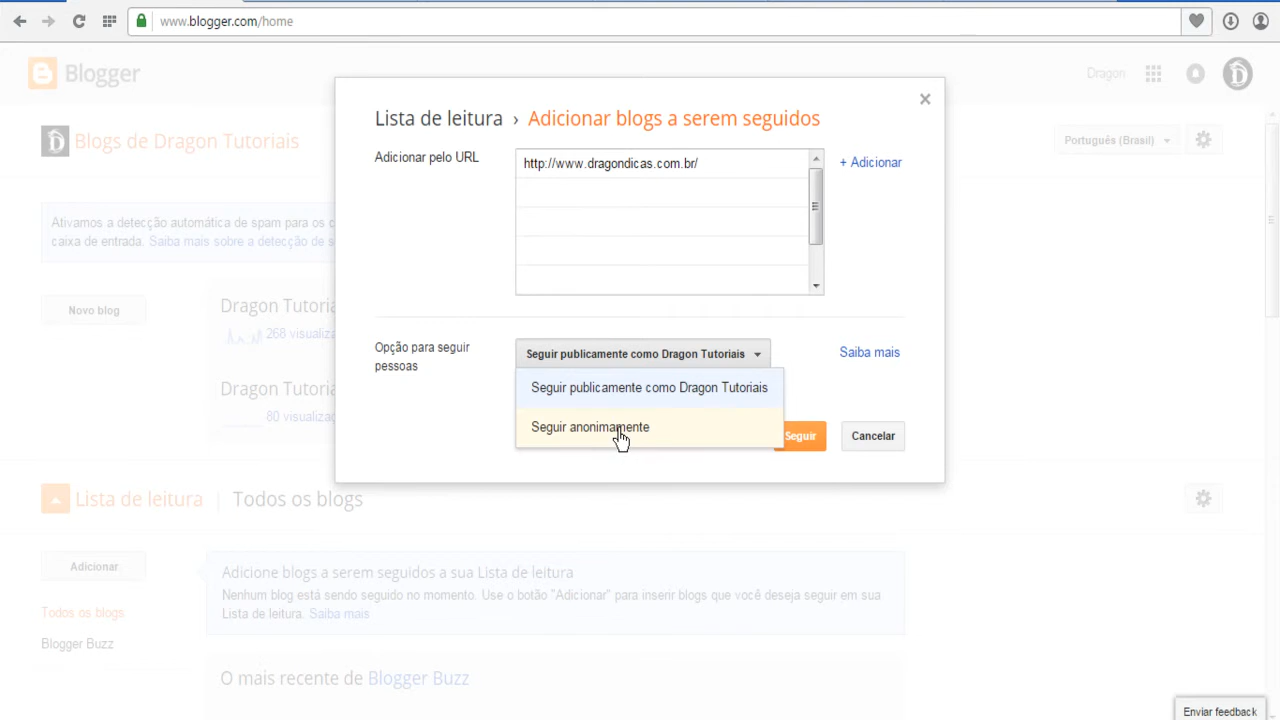 www.blogger.com/home
Blogger
Dragon
Lista de leitura › Adicionar blogs a serem seguidos
Blogs de Dragon Tutoriais
Português (Brasil)
Adicionar pelo URL
http://www.dragondicas.com.br/
+ Adicionar
Ativamos a detecção automática de spam para os c
caixa de entrada. Saiba mais sobre a detecção de s
Novo blog
Dragon Tutoria
268 visualiza
Dragon Tutoria
80 visualizaç
Opção para seguir
pessoas
Seguir publicamente como Dragon Tutoriais
Saiba mais
Seguir publicamente como Dragon Tutoriais
Seguir anonimamente
Seguir
Cancelar
Lista de leitura | Todos os blogs
Adicionar
Adicione blogs a serem seguidos a sua Lista de leitura
Nenhum blog está sendo seguido no momento. Use o botão "Adicionar" para inserir blogs que você deseja seguir em sua
Lista de leitura. Saiba mais
Todos os blogs
Blogger Buzz
O mais recente de Blogger Buzz
Enviar feedback